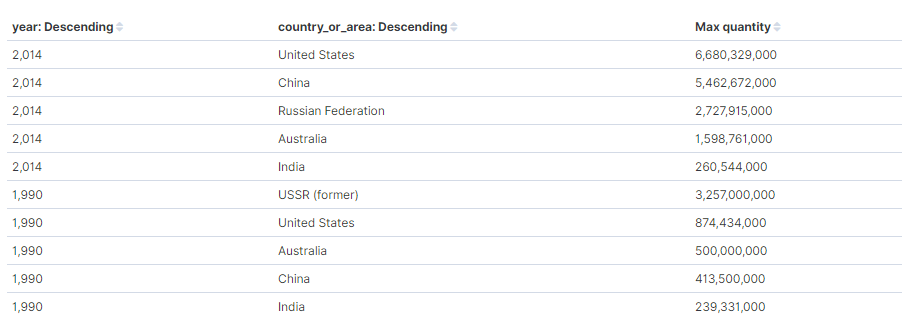 year: Descending country_or_area: Descending Max quantity
2,014 United States 6,680,329,000
2,014 China 5,462,672,000
2,014 Russian Federation 2,727,915,000
2,014 Australia 1,598,761,000
2,014 India 260,544,000
1,990 USSR (former) 3,257,000,000
1,990 United States 874,434,000
1,990 Australia 500,000,000
1,990 China 413,500,000
1,990 India 239,331,000